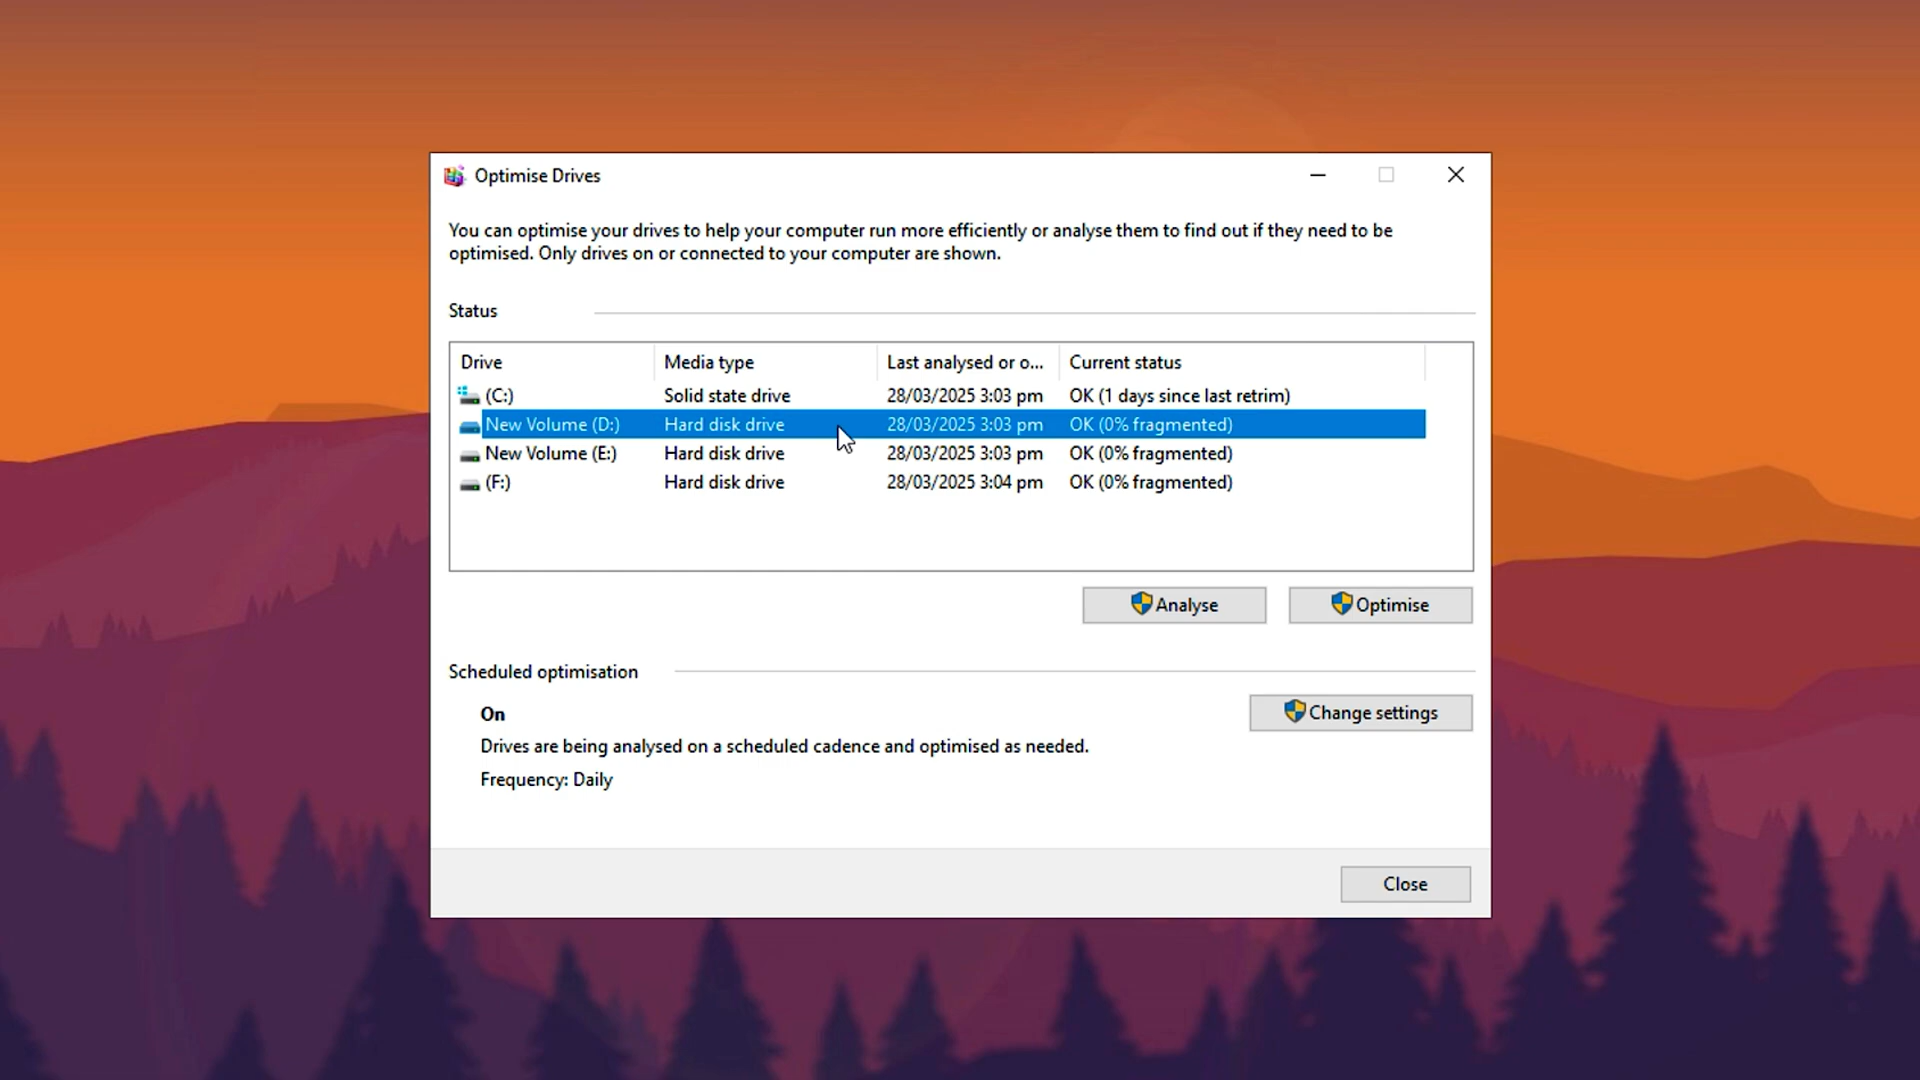 Optimise Drives
You can optimise your drives to help your computer run more efficiently or analyse them to find out if they need to be
optimised. Only drives on or connected to your computer are shown.
Status
Drive Media type Last analysed or o... Current status
(C:) Solid state drive 28/03/2025 3:03 pm OK (1 days since last retrim)
New Volume (D:) Hard disk drive 28/03/2025 3:03 pm OK (0% fragmented)
New Volume (E:) Hard disk drive 28/03/2025 3:03 pm OK (0% fragmented)
(F:) Hard disk drive 28/03/2025 3:04 pm OK (0% fragmented)
Analyse Optimise
Scheduled optimisation
On
Change settings
Drives are being analysed on a scheduled cadence and optimised as needed.
Frequency: Daily
Close